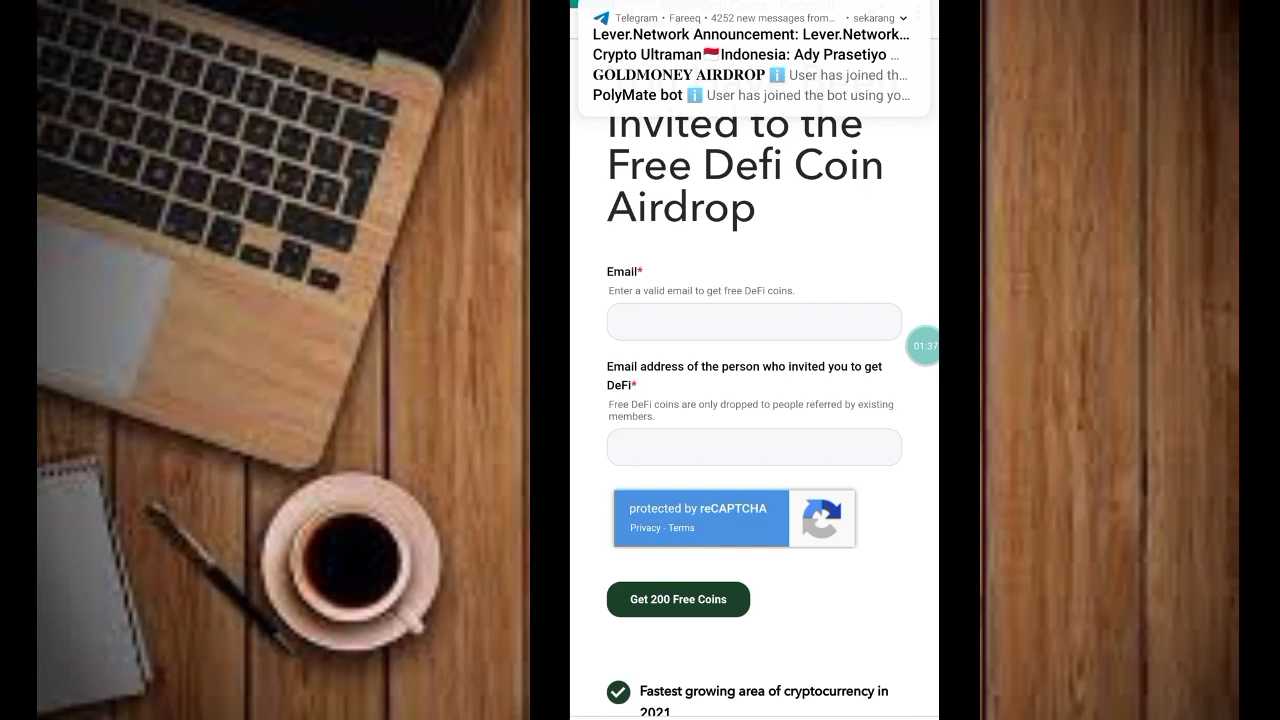 Telegram • Fareeq • 4252 new messages from... • sekarang
Lever.Network Announcement: Lever.Network...
Crypto Ultraman🇮🇩Indonesia: Ady Prasetiyo ...
GOLDMONEY AIRDROP ℹ️ User has joined th...
PolyMate bot ℹ️ User has joined the bot using yo...
Invited to the
Free Defi Coin
Airdrop
Email*
Enter a valid email to get free DeFi coins.
01:37
Email address of the person who invited you to get
DeFi*
Free DeFi coins are only dropped to people referred by existing
members.
protected by reCAPTCHA
Privacy - Terms
Get 200 Free Coins
Fastest growing area of cryptocurrency in
2021